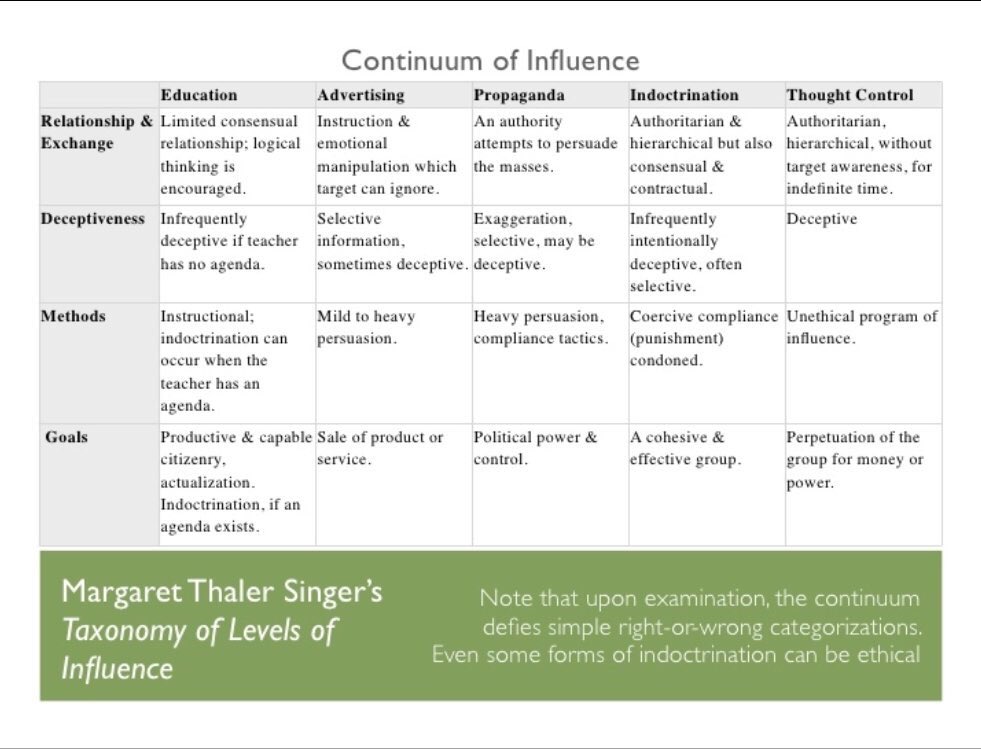 Continuum of Influence
Education Advertising Propaganda Indoctrination Thought Control
Relationship & Exchange
Limited consensual
relationship; logical
thinking is
encouraged.
Instruction &
emotional
manipulation which
target can ignore.
An authority
attempts to persuade
the masses.
Authoritarian &
hierarchical but also
consensual &
contractual.
Authoritarian,
hierarchical, without
target awareness, for
indefinite time.
Deceptiveness
Infrequently
deceptive if teacher
has no agenda.
Selective
information,
sometimes deceptive.
Exaggeration,
selective, may be
deceptive.
Infrequently
intentionally
deceptive, often
selective.
Deceptive
Methods
Instructional;
indoctrination can
occur when the
teacher has an
agenda.
Mild to heavy
persuasion.
Heavy persuasion,
compliance tactics.
Coercive compliance
(punishment)
condoned.
Unethical program of
influence.
Goals
Productive & capable
citizenry,
actualization.
Indoctrination, if an
agenda exists.
Sale of product or
service.
Political power &
control.
A cohesive &
effective group.
Perpetuation of the
group for money or
power.
Margaret Thaler Singer’s
Taxonomy of Levels of
Influence
Note that upon examination, the continuum
defies simple right-or-wrong categorizations.
Even some forms of indoctrination can be ethical